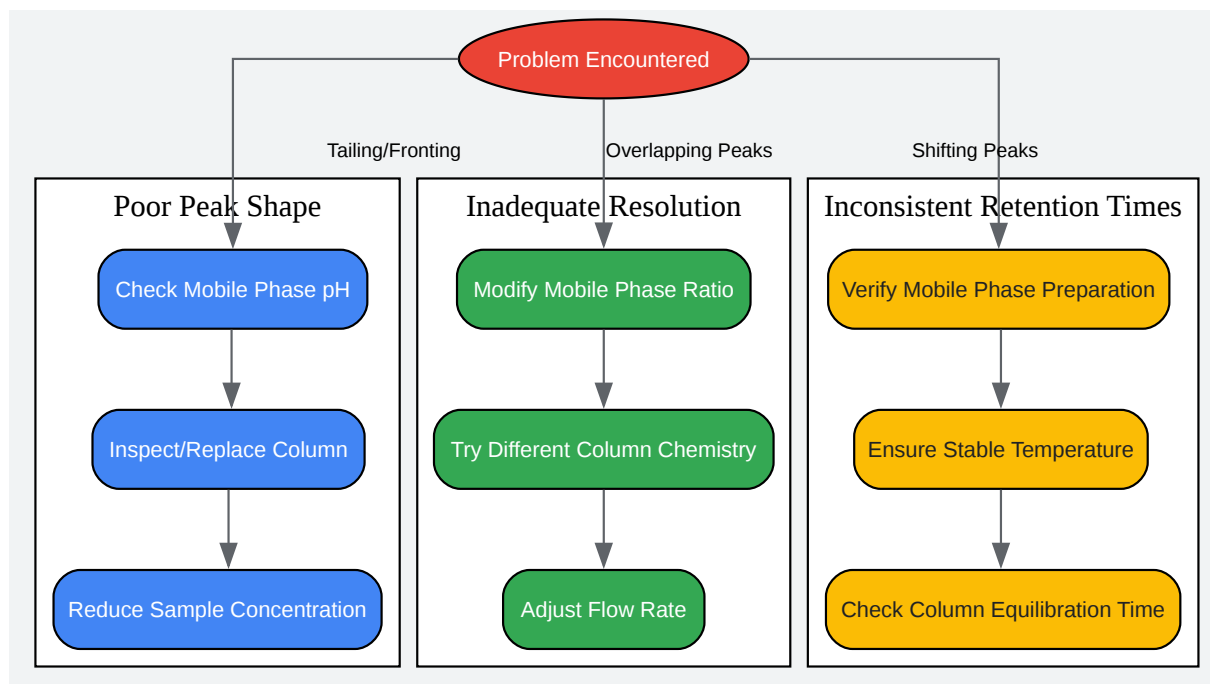 Problem Encountered
Tailing/Fronting
Overlapping Peaks
Shifting Peaks
Poor Peak Shape
Check Mobile Phase pH
Inspect/Replace Column
Reduce Sample Concentration
Inadequate Resolution
Modify Mobile Phase Ratio
Try Different Column Chemistry
Adjust Flow Rate
Inconsistent Retention Times
Verify Mobile Phase Preparation
Ensure Stable Temperature
Check Column Equilibration Time